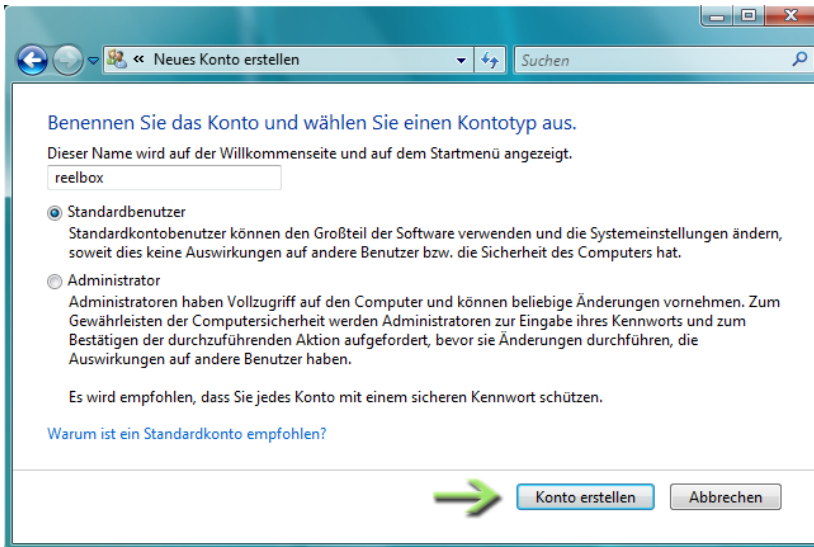 « Neues Konto erstellen
Suchen
Benennen Sie das Konto und wählen Sie einen Kontotyp aus.
Dieser Name wird auf der Willkommenseite und auf dem Startmenü angezeigt.
reelbox
Standardbenutzer
Standardkontobenutzer können den Großteil der Software verwenden und die Systemeinstellungen ändern,
soweit dies keine Auswirkungen auf andere Benutzer bzw. die Sicherheit des Computers hat.
Administrator
Administratoren haben Vollzugriff auf den Computer und können beliebige Änderungen vornehmen. Zum
Gewährleisten der Computersicherheit werden Administratoren zur Eingabe ihres Kennworts und zum
Bestätigen der durchzuführenden Aktion aufgefordert, bevor sie Änderungen durchführen, die
Auswirkungen auf andere Benutzer haben.
Es wird empfohlen, dass Sie jedes Konto mit einem sicheren Kennwort schützen.
Warum ist ein Standardkonto empfohlen?
Konto erstellen
Abbrechen